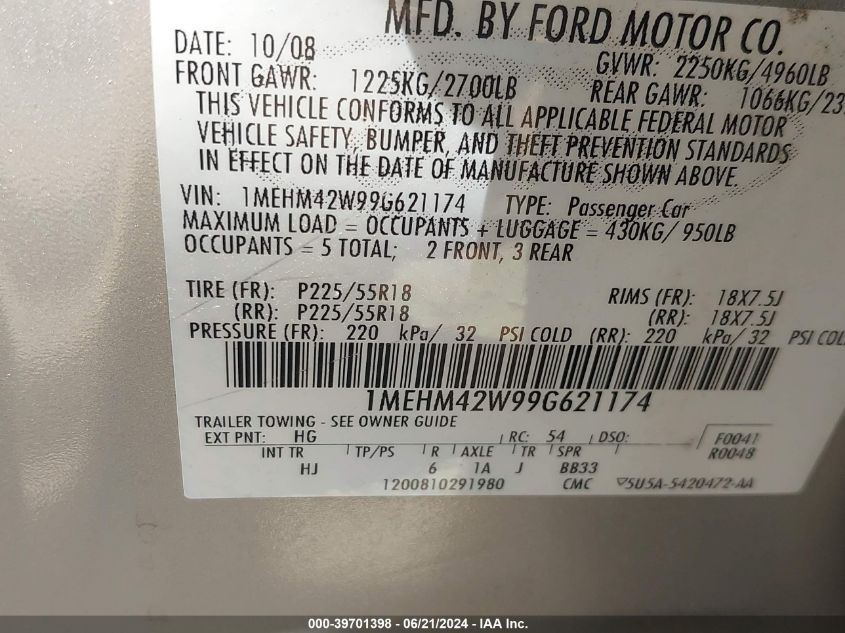 MFD. BY FORD MOTOR CO.
DATE: 10/08 GVWR: 2250KG/4960LB
FRONT GAWR: 1225KG/2700LB REAR GAWR: 1066KG/23
THIS VEHICLE CONFORMS TO ALL APPLICABLE FEDERAL MOTOR
VEHICLE SAFETY, BUMPER, AND THEFT PREVENTION STANDARDS
IN EFFECT ON THE DATE OF MANUFACTURE SHOWN ABOVE.
VIN: 1MEHM42W99G621174 TYPE: Passenger Car
MAXIMUM LOAD = OCCUPANTS + LUGGAGE = 430KG/ 950LB
OCCUPANTS = 5 TOTAL; 2 FRONT, 3 REAR
TIRE (FR): P225/55R18 RIMS (FR): 18X7.5J
(RR): P225/55R18 (RR): 18X7.5J
PRESSURE (FR): 220 kPa/ 32 PSI COLD (RR): 220 kPa/ 32 PSI COL
1MEHM42W99G621174
TRAILER TOWING - SEE OWNER GUIDE
EXT PNT: HG RC: 54 DSO: F0041
INT TR TP/PS R AXLE TR SPR R0048
HJ 6 1A J BB33
1200810291980 CMC 5U5A-5420472-AA
000-39701398 - 06/21/2024 - IAA Inc.